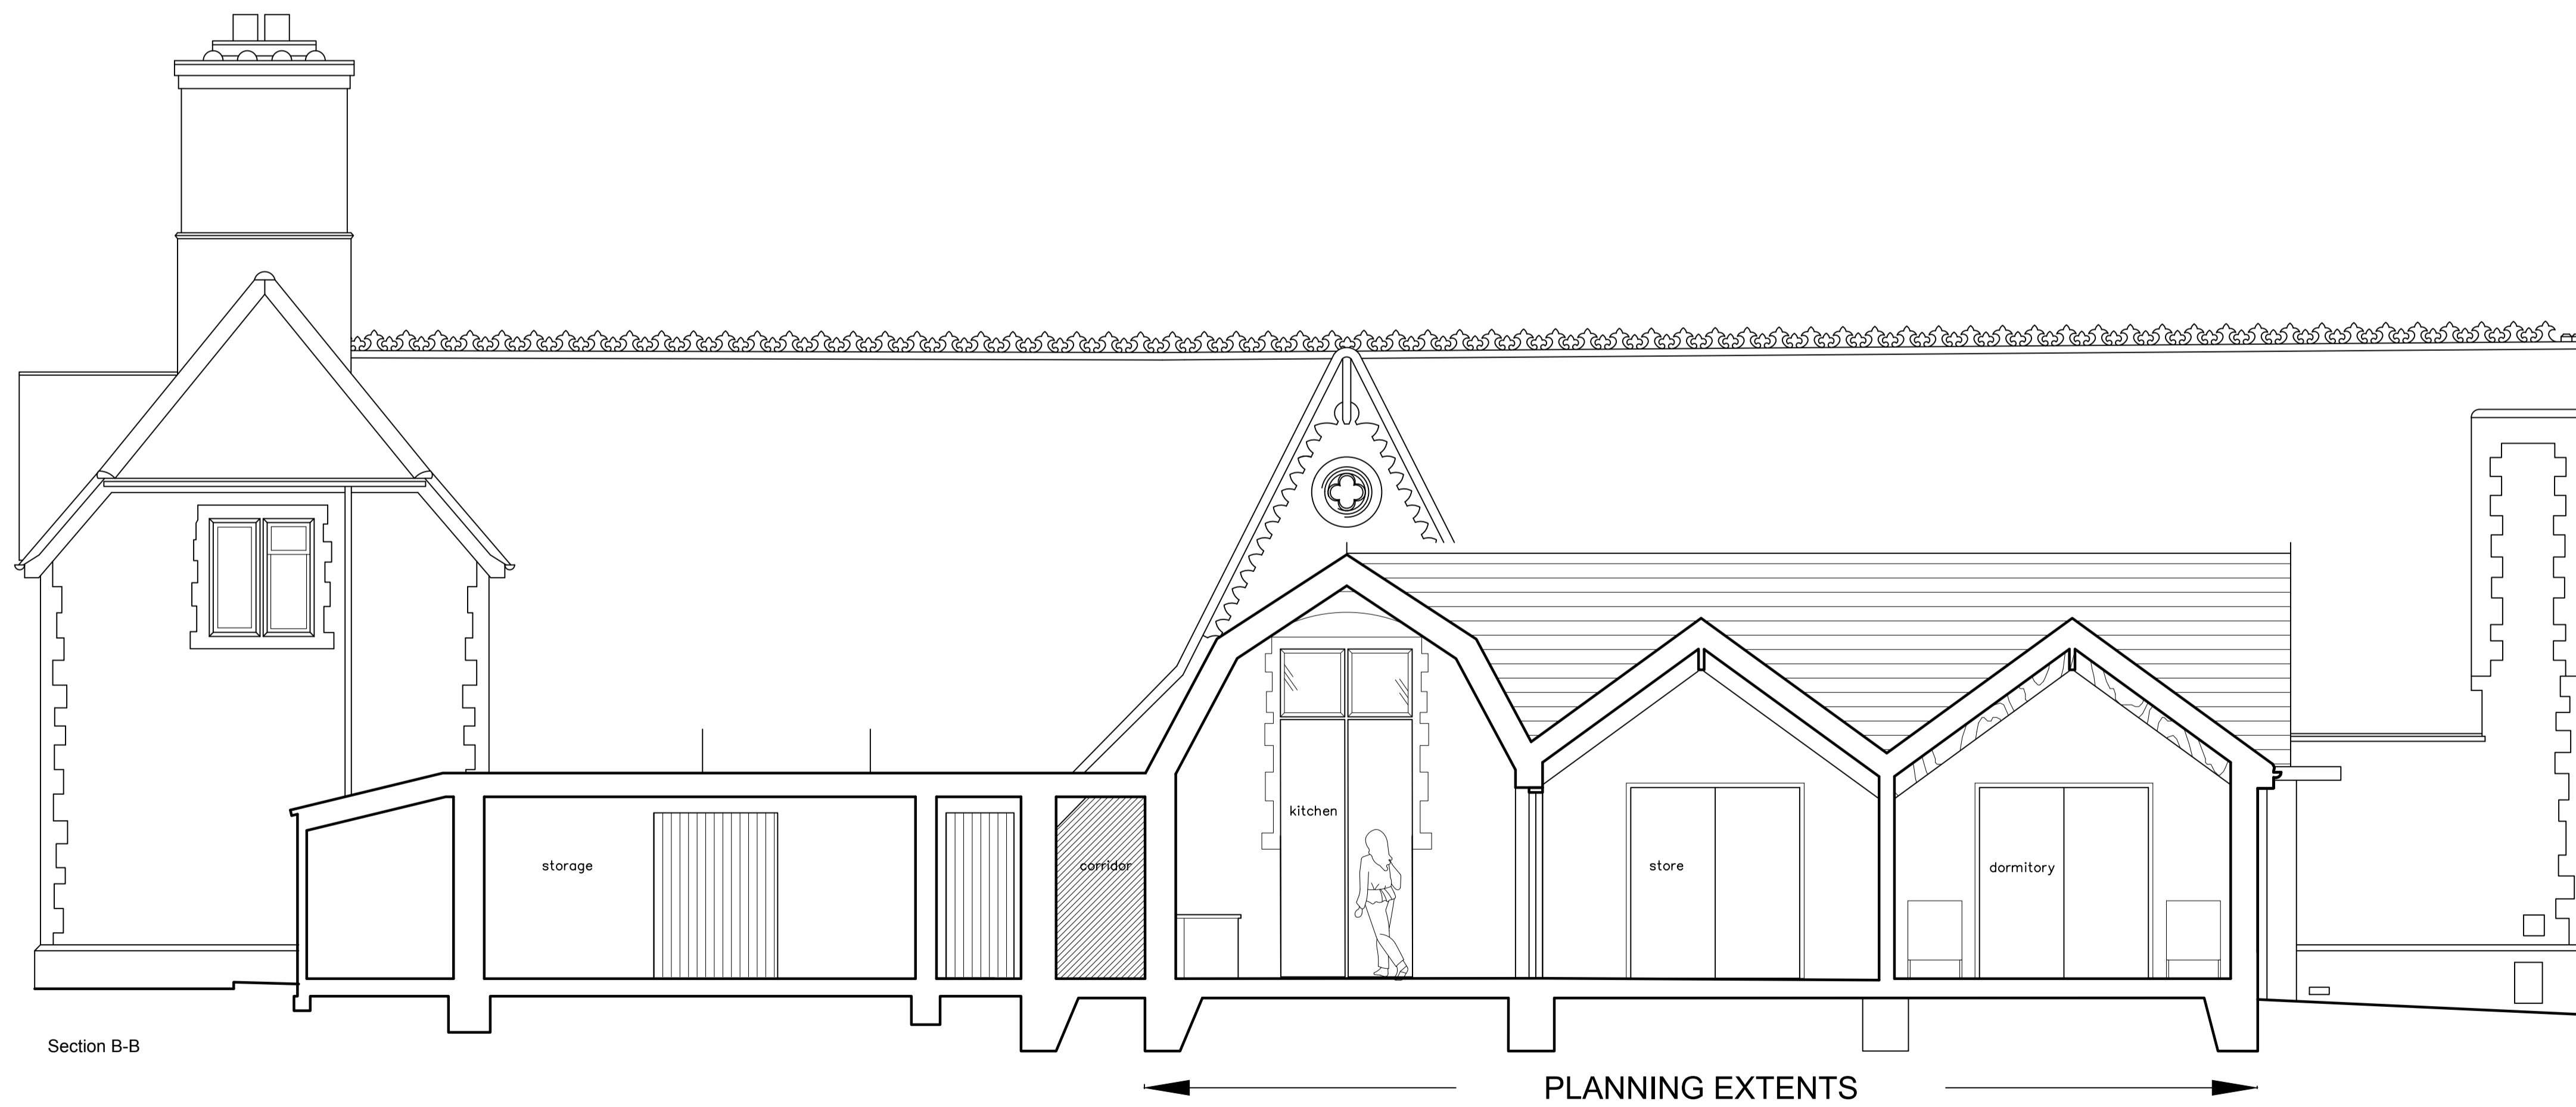 kitchen
storage
corridor
store
dormitory
Section B-B
PLANNING EXTENTS